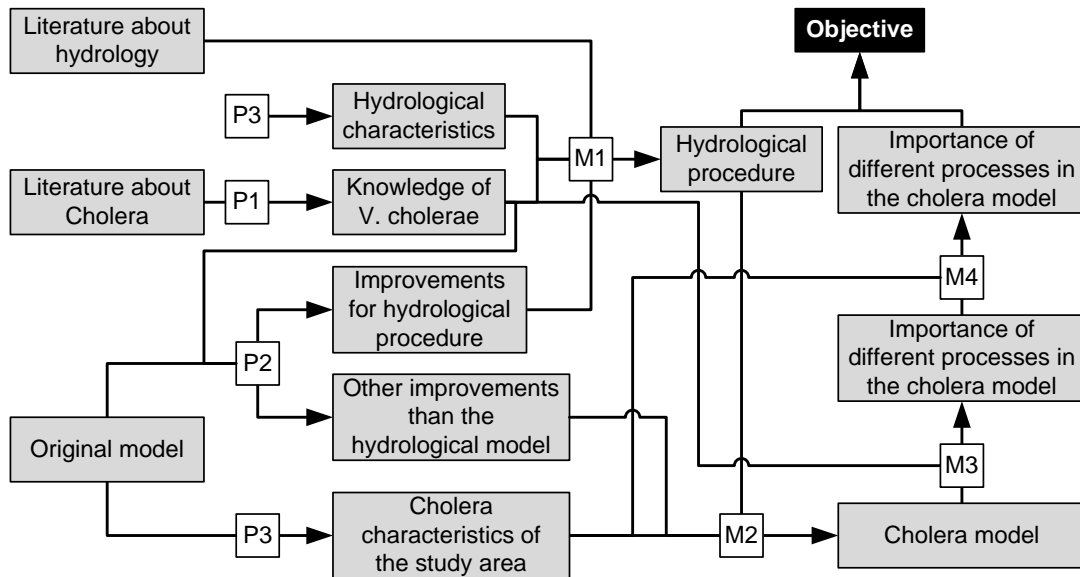 Literature about
hydrology
Objective
P3
Hydrological
characteristics
M1
Hydrological
procedure
Importance of
different processes in
the cholera model
Literature about
Cholera
P1
Knowledge of
V. cholerae
Improvements
for hydrological
procedure
M4
P2
Importance of
different processes in
the cholera model
Other improvements
than the
hydrological model
Original model
M3
P3
Cholera
characteristics of
the study area
M2
Cholera model